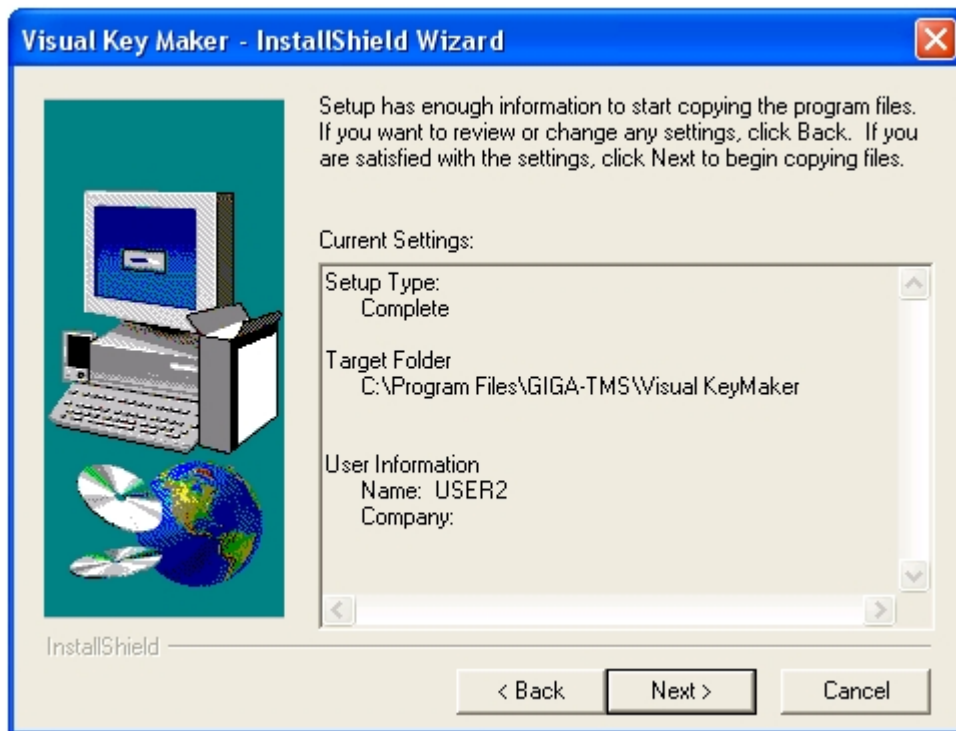 Visual Key Maker - InstallShield Wizard
Setup has enough information to start copying the program files.
If you want to review or change any settings, click Back.  If you
are satisfied with the settings, click Next to begin copying files.
Current Settings:
Setup Type:
Complete
Target Folder
C:\Program Files\GIGA-TMS\Visual KeyMaker
User Information
Name:  USER2
Company:
InstallShield
< Back
Next >
Cancel